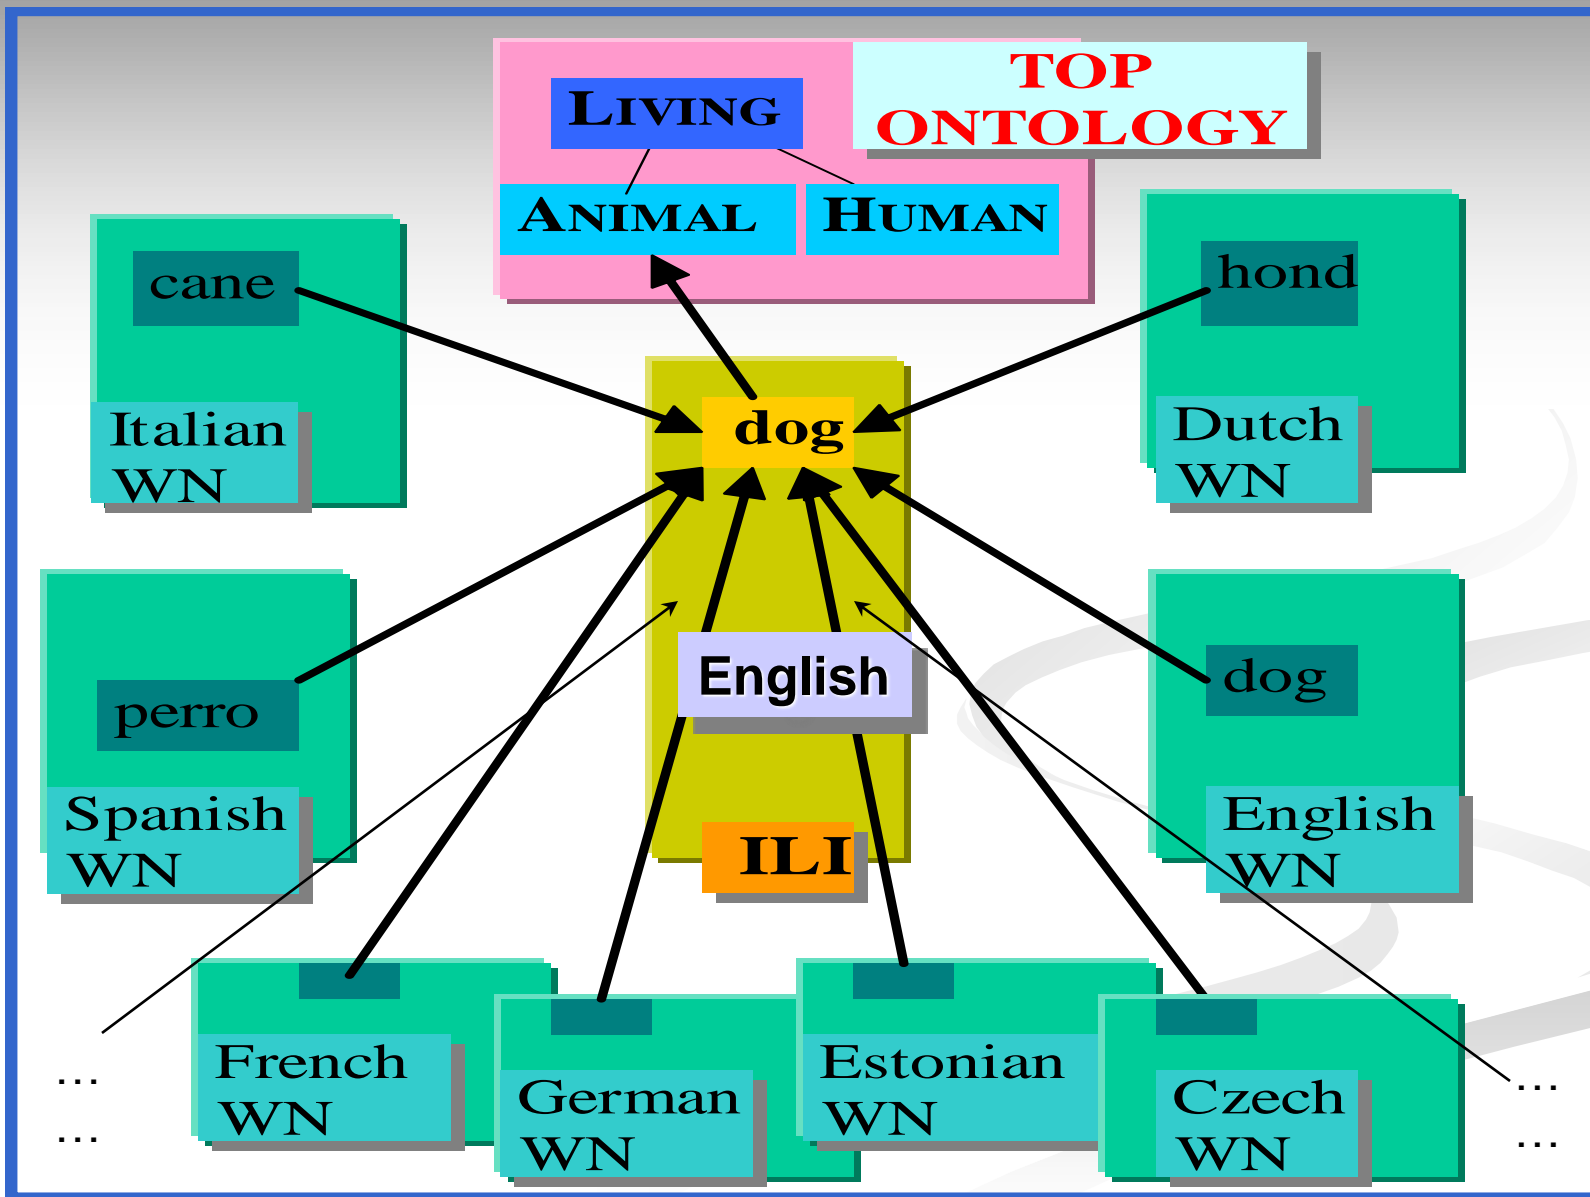 TOP
ONTOLOGY
LIVING
ANIMAL
HUMAN
cane
Italian
WN
hond
Dutch
WN
dog
English
ILI
perro
Spanish
WN
dog
English
WN
French
WN
German
WN
Estonian
WN
Czech
WN
...
...
...
...